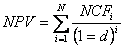 NPV = \sum_{i=1}^{N} \frac{NCF_i}{(1=d)^i}